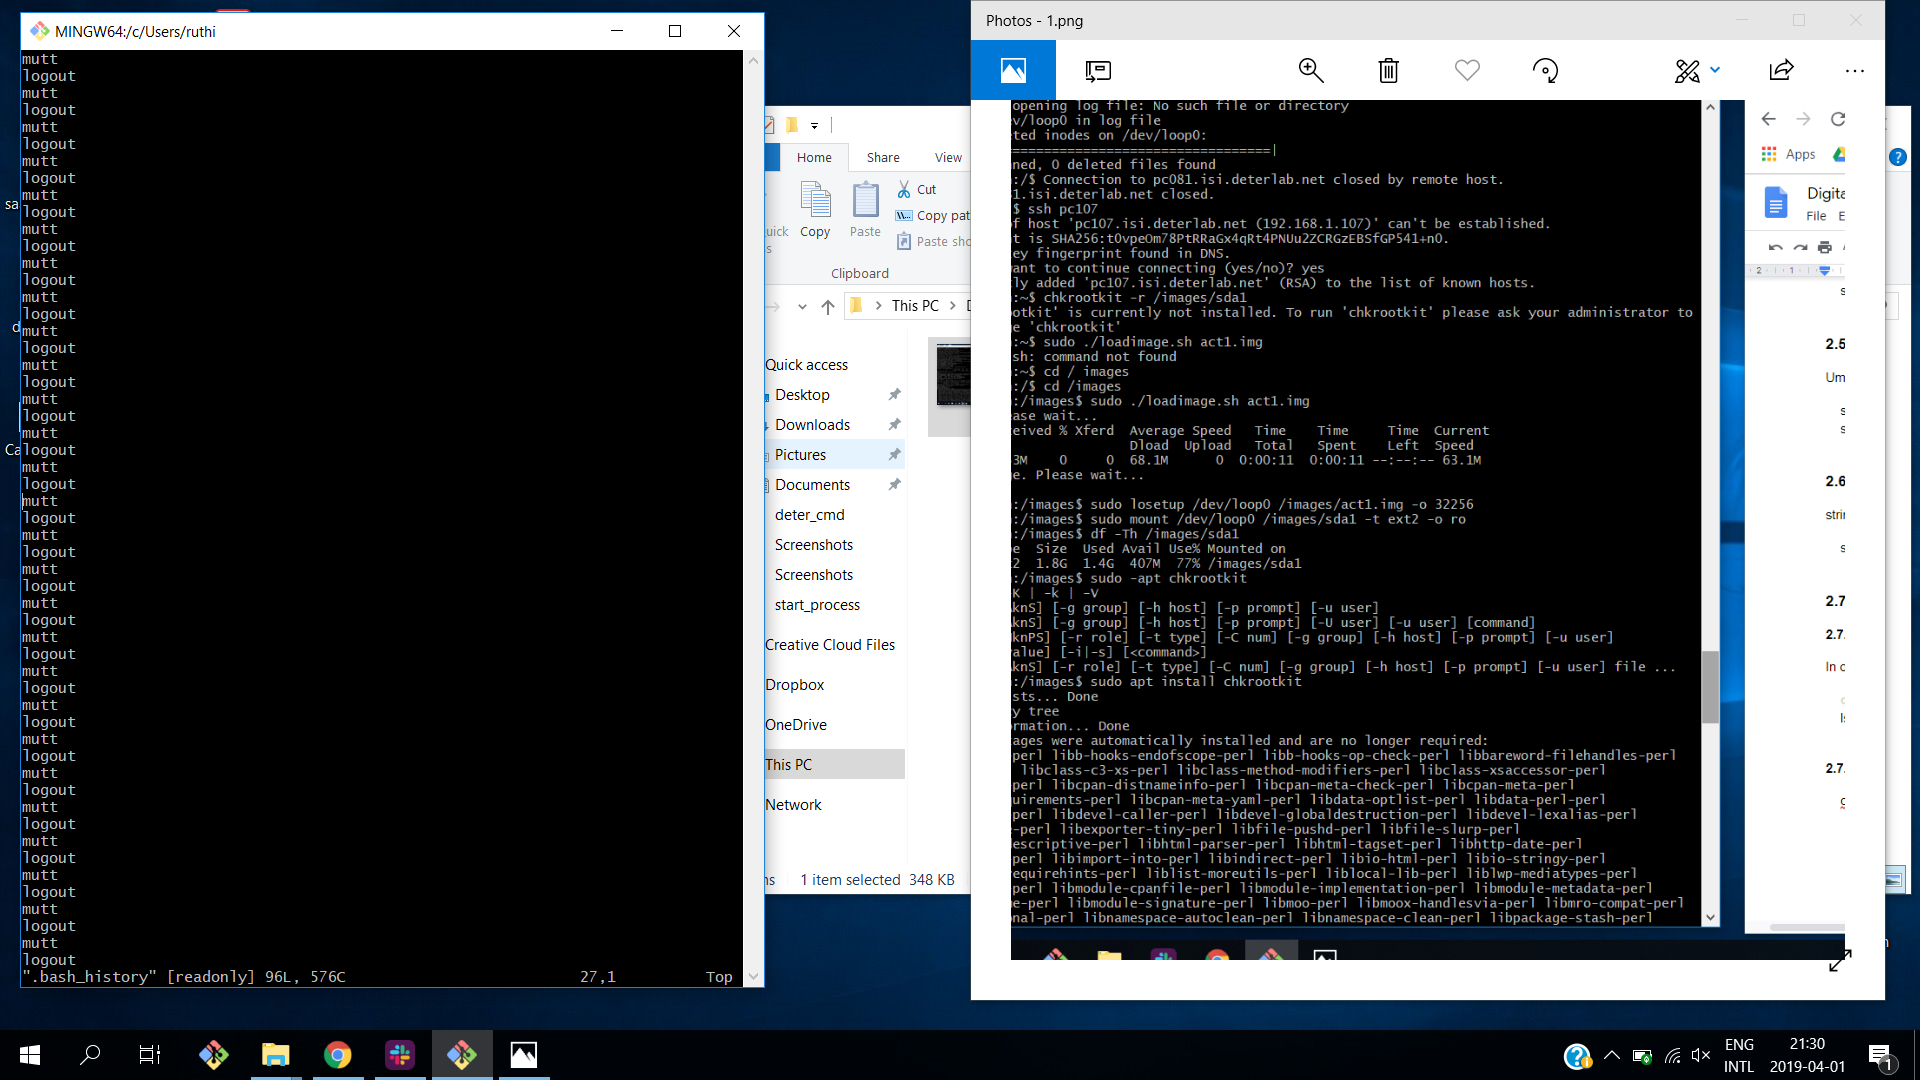 MINGW64:/c/Users/ruthi
mutt
logout
mutt
logout
mutt
logout
mutt
logout
mutt
logout
mutt
logout
mutt
logout
mutt
logout
mutt
logout
mutt
logout
mutt
logout
mutt
logout
mutt
logout
mutt
logout
mutt
logout
mutt
logout
mutt
logout
mutt
logout
mutt
logout
mutt
logout
mutt
logout
mutt
logout
mutt
logout
mutt
logout
mutt
logout
mutt
logout
mutt
logout
".bash_history" [readonly] 96L, 576C 27,1 Top
sa
d
Ca
Home Share View
Cut
Copy pat
Paste sho
Copy Paste
uick
s
Clipboard
This PC
Quick access
Desktop
Downloads
Pictures
Documents
deter_cmd
Screenshots
Screenshots
start_process
Creative Cloud Files
Dropbox
OneDrive
This PC
Network
ns 1 item selected 348 KB
Photos - 1.png
opening log file: No such file or directory
ev/loop0 in log file
eted inodes on /dev/loop0:
==================================|
ned, 0 deleted files found
:/$ Connection to pc081.isi.deterlab.net closed by remote host.
1.isi.deterlab.net closed.
$ ssh pc107
of host 'pc107.isi.deterlab.net (192.168.1.107)' can't be established.
t is SHA256:t0vpeOm78PtRRaGx4qRt4PNUu2ZCRGzEBSfGP541+n0.
ey fingerprint found in DNS.
ant to continue connecting (yes/no)? yes
ly added 'pc107.isi.deterlab.net' (RSA) to the list of known hosts.
:~$ chkrootkit -r /images/sda1
otkit' is currently not installed. To run 'chkrootkit' please ask your administrator to
e 'chkrootkit'
:~$ sudo ./loadimage.sh act1.img
sh: command not found
:~$ cd / images
:/$ cd /images
:/images$ sudo ./loadimage.sh act1.img
ase wait...
eived % Xferd Average Speed Time Time Time Current
Dload Upload Total Spent Left Speed
3M 0 0 68.1M 0 0:00:11 0:00:11 --:--:-- 63.1M
e. Please wait...
:/images$ sudo losetup /dev/loop0 /images/act1.img -o 32256
:/images$ sudo mount /dev/loop0 /images/sda1 -t ext2 -o ro
:/images$ df -Th /images/sda1
e Size Used Avail Use% Mounted on
2 1.8G 1.4G 407M 77% /images/sda1
:/images$ sudo -apt chkrootkit
K | -k | -V
knS] [-g group] [-h host] [-p prompt] [-u user]
knS] [-g group] [-h host] [-p prompt] [-U user] [-u user] [command]
knPS] [-r role] [-t type] [-C num] [-g group] [-h host] [-p prompt] [-u user]
value] [-i|-s] [<command>]
knS] [-r role] [-t type] [-C num] [-g group] [-h host] [-p prompt] [-u user] file ...
:/images$ sudo apt install chkrootkit
sts... Done
y tree
rmation... Done
ages were automatically installed and are no longer required:
perl libb-hooks-endofscope-perl libb-hooks-op-check-perl libbareword-filehandles-perl
libclass-c3-xs-perl libclass-method-modifiers-perl libclass-xsaccessor-perl
perl libcpan-distnameinfo-perl libcpan-meta-check-perl libcpan-meta-perl
uirements-perl libcpan-meta-yaml-perl libdata-optlist-perl libdata-perl-perl
perl libdevel-caller-perl libdevel-globaldestruction-perl libdevel-lexalias-perl
e-perl libexporter-tiny-perl libfile-pushd-perl libfile-slurp-perl
escriptive-perl libhtml-parser-perl libhtml-tagset-perl libhttp-date-perl
perl libimport-into-perl libindirect-perl libio-html-perl libio-stringy-perl
requirehints-perl liblist-moreutils-perl liblocal-lib-perl liblwp-mediatypes-perl
perl libmodule-cpanfile-perl libmodule-implementation-perl libmodule-metadata-perl
ne-perl libmodule-signature-perl libmoo-perl libmoox-handlesvia-perl libmro-compat-perl
onal-perl libnamespace-autoclean-perl libnamespace-clean-perl libpackage-stash-perl
Apps
Digita
File E
2 1
s
2.5
Um
s
s
2.6
strin
s
2.7
2.7.
In o
ls
2.7.
g
ENG
INTL
21:30
2019-04-01
1